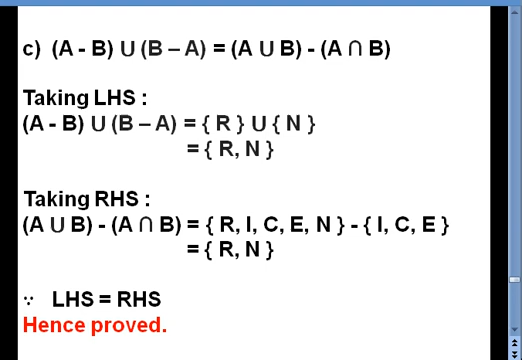 c) (A - B) ∪ (B – A) = (A ∪ B) - (A ∩ B)
Taking LHS :
(A - B) ∪ (B – A) = { R } ∪ { N }
= { R, N }
Taking RHS :
(A ∪ B) - (A ∩ B) = { R, I, C, E, N } - { I, C, E }
= { R, N }
∵ LHS = RHS
Hence proved.